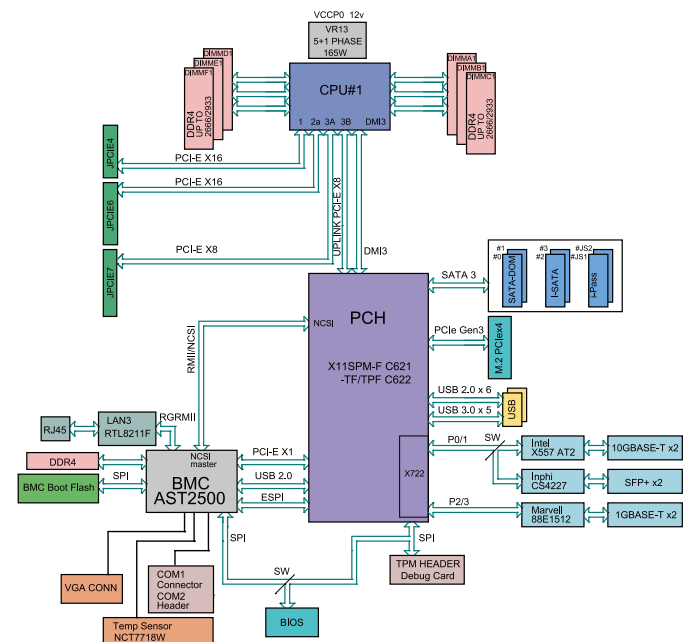 VCCP0 12v
VR13
5+1 PHASE
165W
DIMMD1
DIMME1
DIMMF1
DDR4
UP TO
2666/2933
CPU#1
1 2a 3A 3B DMI3
DIMMA1
DIMMB1
DIMMC1
DDR4
UP TO
2666/2933
JPCIE4
PCI-E X16
JPCIE6
PCI-E X16
JPCIE7
PCI-E X8
UPLINK PCI-E X8
DMI3
#1
#0
SATA-DOM
#3
#2
I-SATA
#JS2
#JS1
I-Pass
SATA 3
NCSI
PCH
X11SPM-F C621
-TF/TPF C622
PCIe Gen3
M.2 PCIex4
RMII/NCSI
USB 2.0 x 6
USB 3.0 x 5
USB
RJ45
LAN3
RTL8211F
RGRMII
X722
P0/1
SW
Intel
X557 AT2
10GBASE-T x2
Inphi
CS4227
SFP+ x2
P2/3
Marvell
88E1512
1GBASE-T x2
DDR4
BMC Boot Flash
SPI
NCSI
master
BMC
AST2500
PCI-E X1
USB 2.0
ESPI
SPI
SPI
SW
BIOS
TPM HEADER
Debug Card
VGA CONN
COM1
Connector
COM2
Header
Temp Sensor
NCT7718W